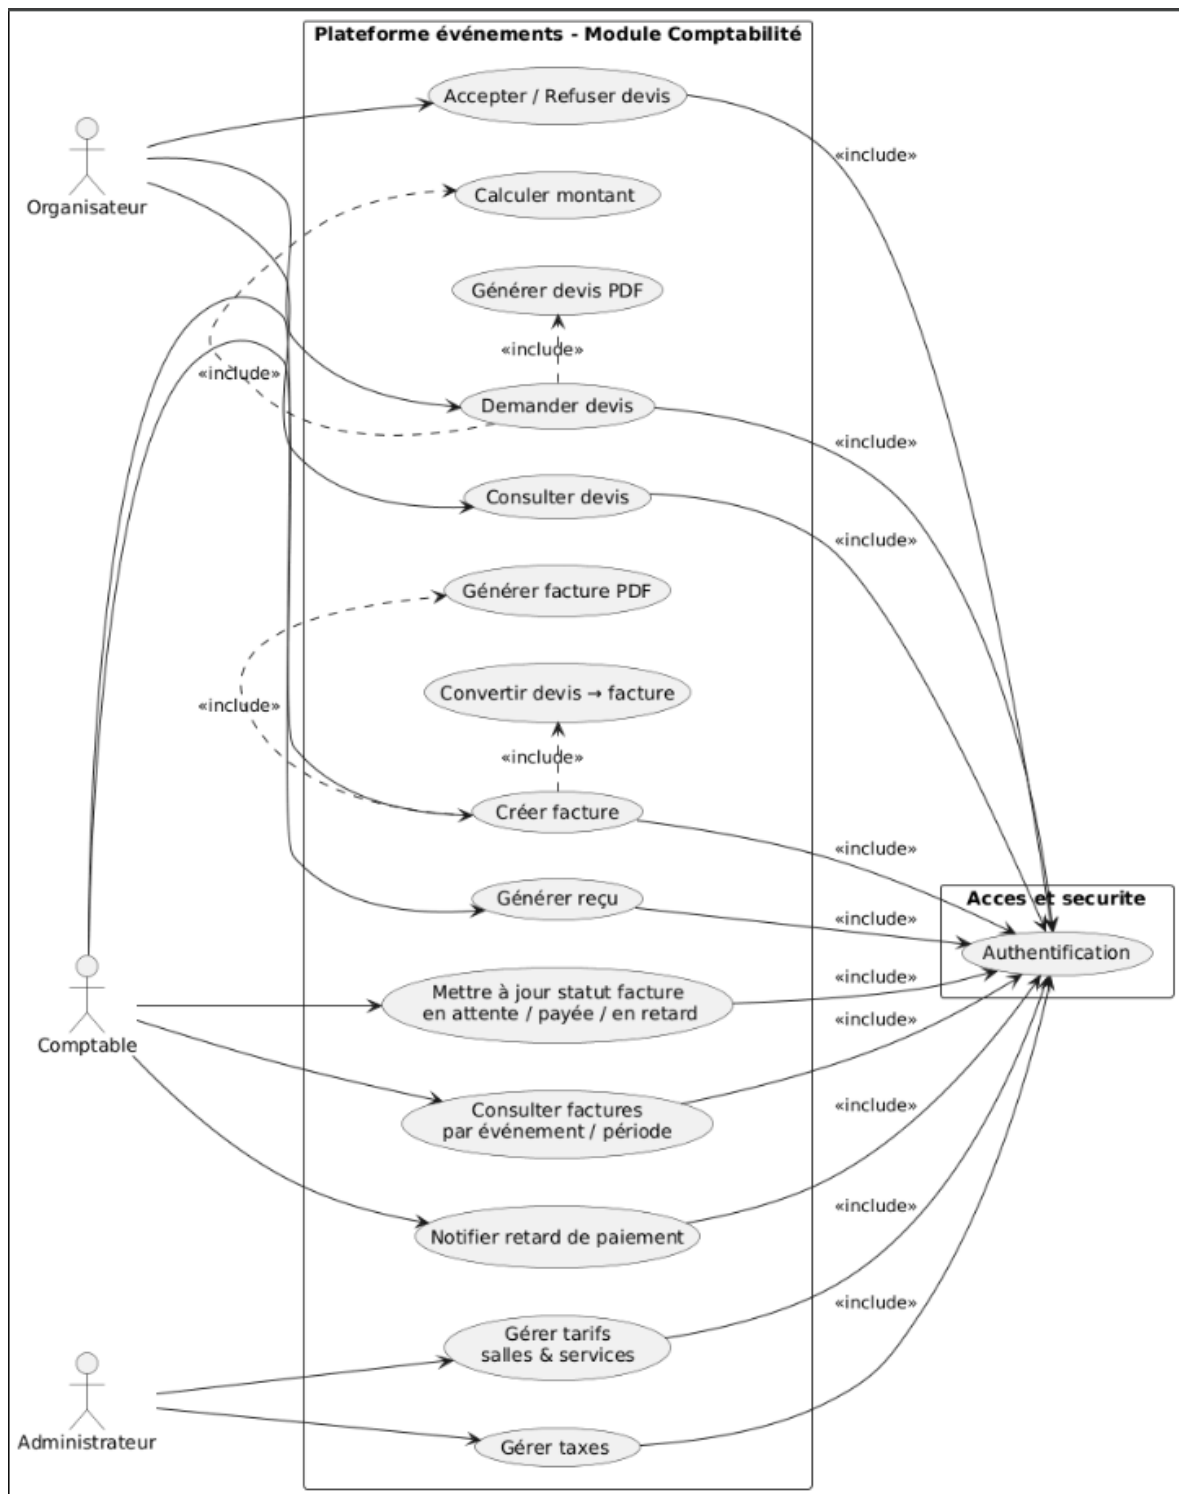 Plateforme événements - Module Comptabilité
Accepter / Refuser devis
«include»
Organisateur
Calculer montant
Générer devis PDF
«include»
«include»
Demander devis
«include»
Consulter devis
«include»
Générer facture PDF
Convertir devis → facture
«include»
«include»
Créer facture
«include»
Générer reçu
«include»
Acces et securite
Authentification
Mettre à jour statut facture
en attente / payée / en retard
«include»
«include»
Comptable
Consulter factures
par événement / période
«include»
Notifier retard de paiement
«include»
Gérer tarifs
salles & services
«include»
Administrateur
Gérer taxes